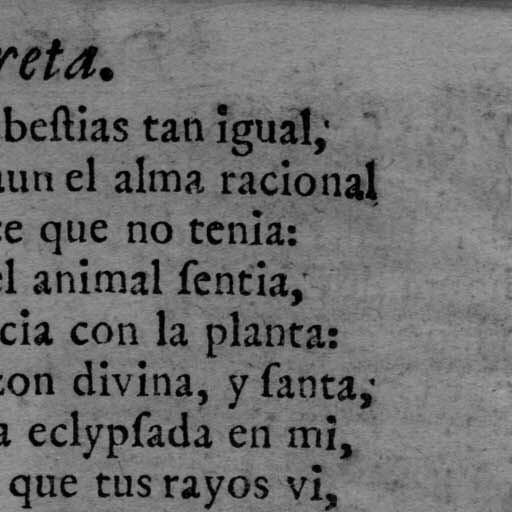 reta.
beſtias tan igual;
aun el alma racional
ce que no tenia:
el animal ſentia,
cia con la planta:
zon divina, y ſanta;
a eclypſada en mi,
que tus rayos vi,